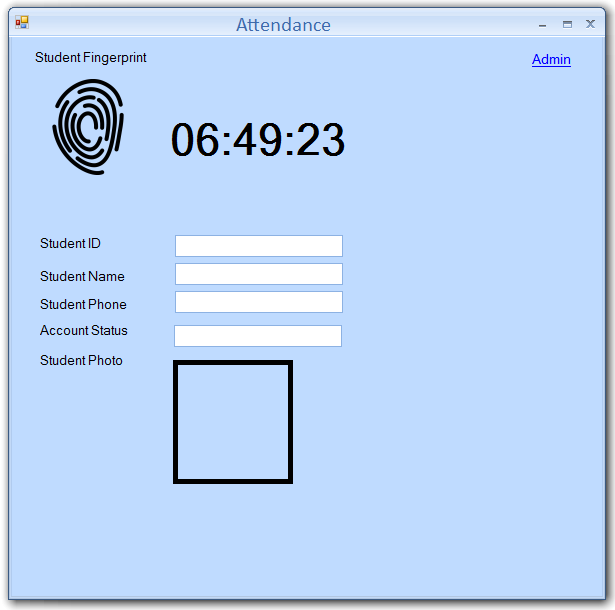 Attendance
Student Fingerprint
Admin
06:49:23
Student ID
Student Name
Student Phone
Account Status
Student Photo